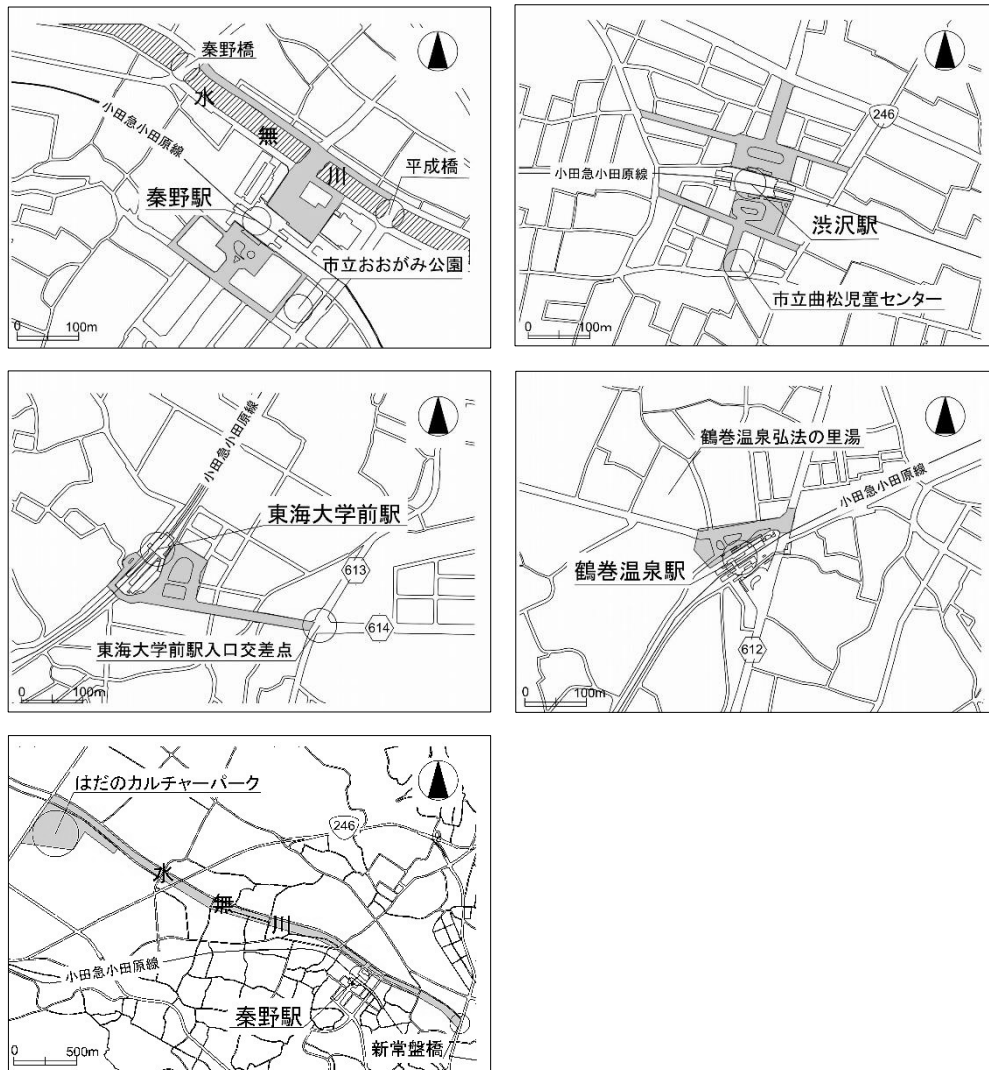 秦野橋
水
無
川
小田急小田原線
平成橋
秦野駅
市立おおがみ公園
0 100m
246
小田急小田原線
渋沢駅
市立曲松児童センター
0 100m
小田急小田原線
東海大学前駅
613
614
東海大学前駅入口交差点
0 100m
鶴巻温泉弘法の里湯
小田急小田原線
鶴巻温泉駅
612
0 100m
はだのカルチャーパーク
246
水
無
川
小田急小田原線
秦野駅
新常盤橋
0 500m